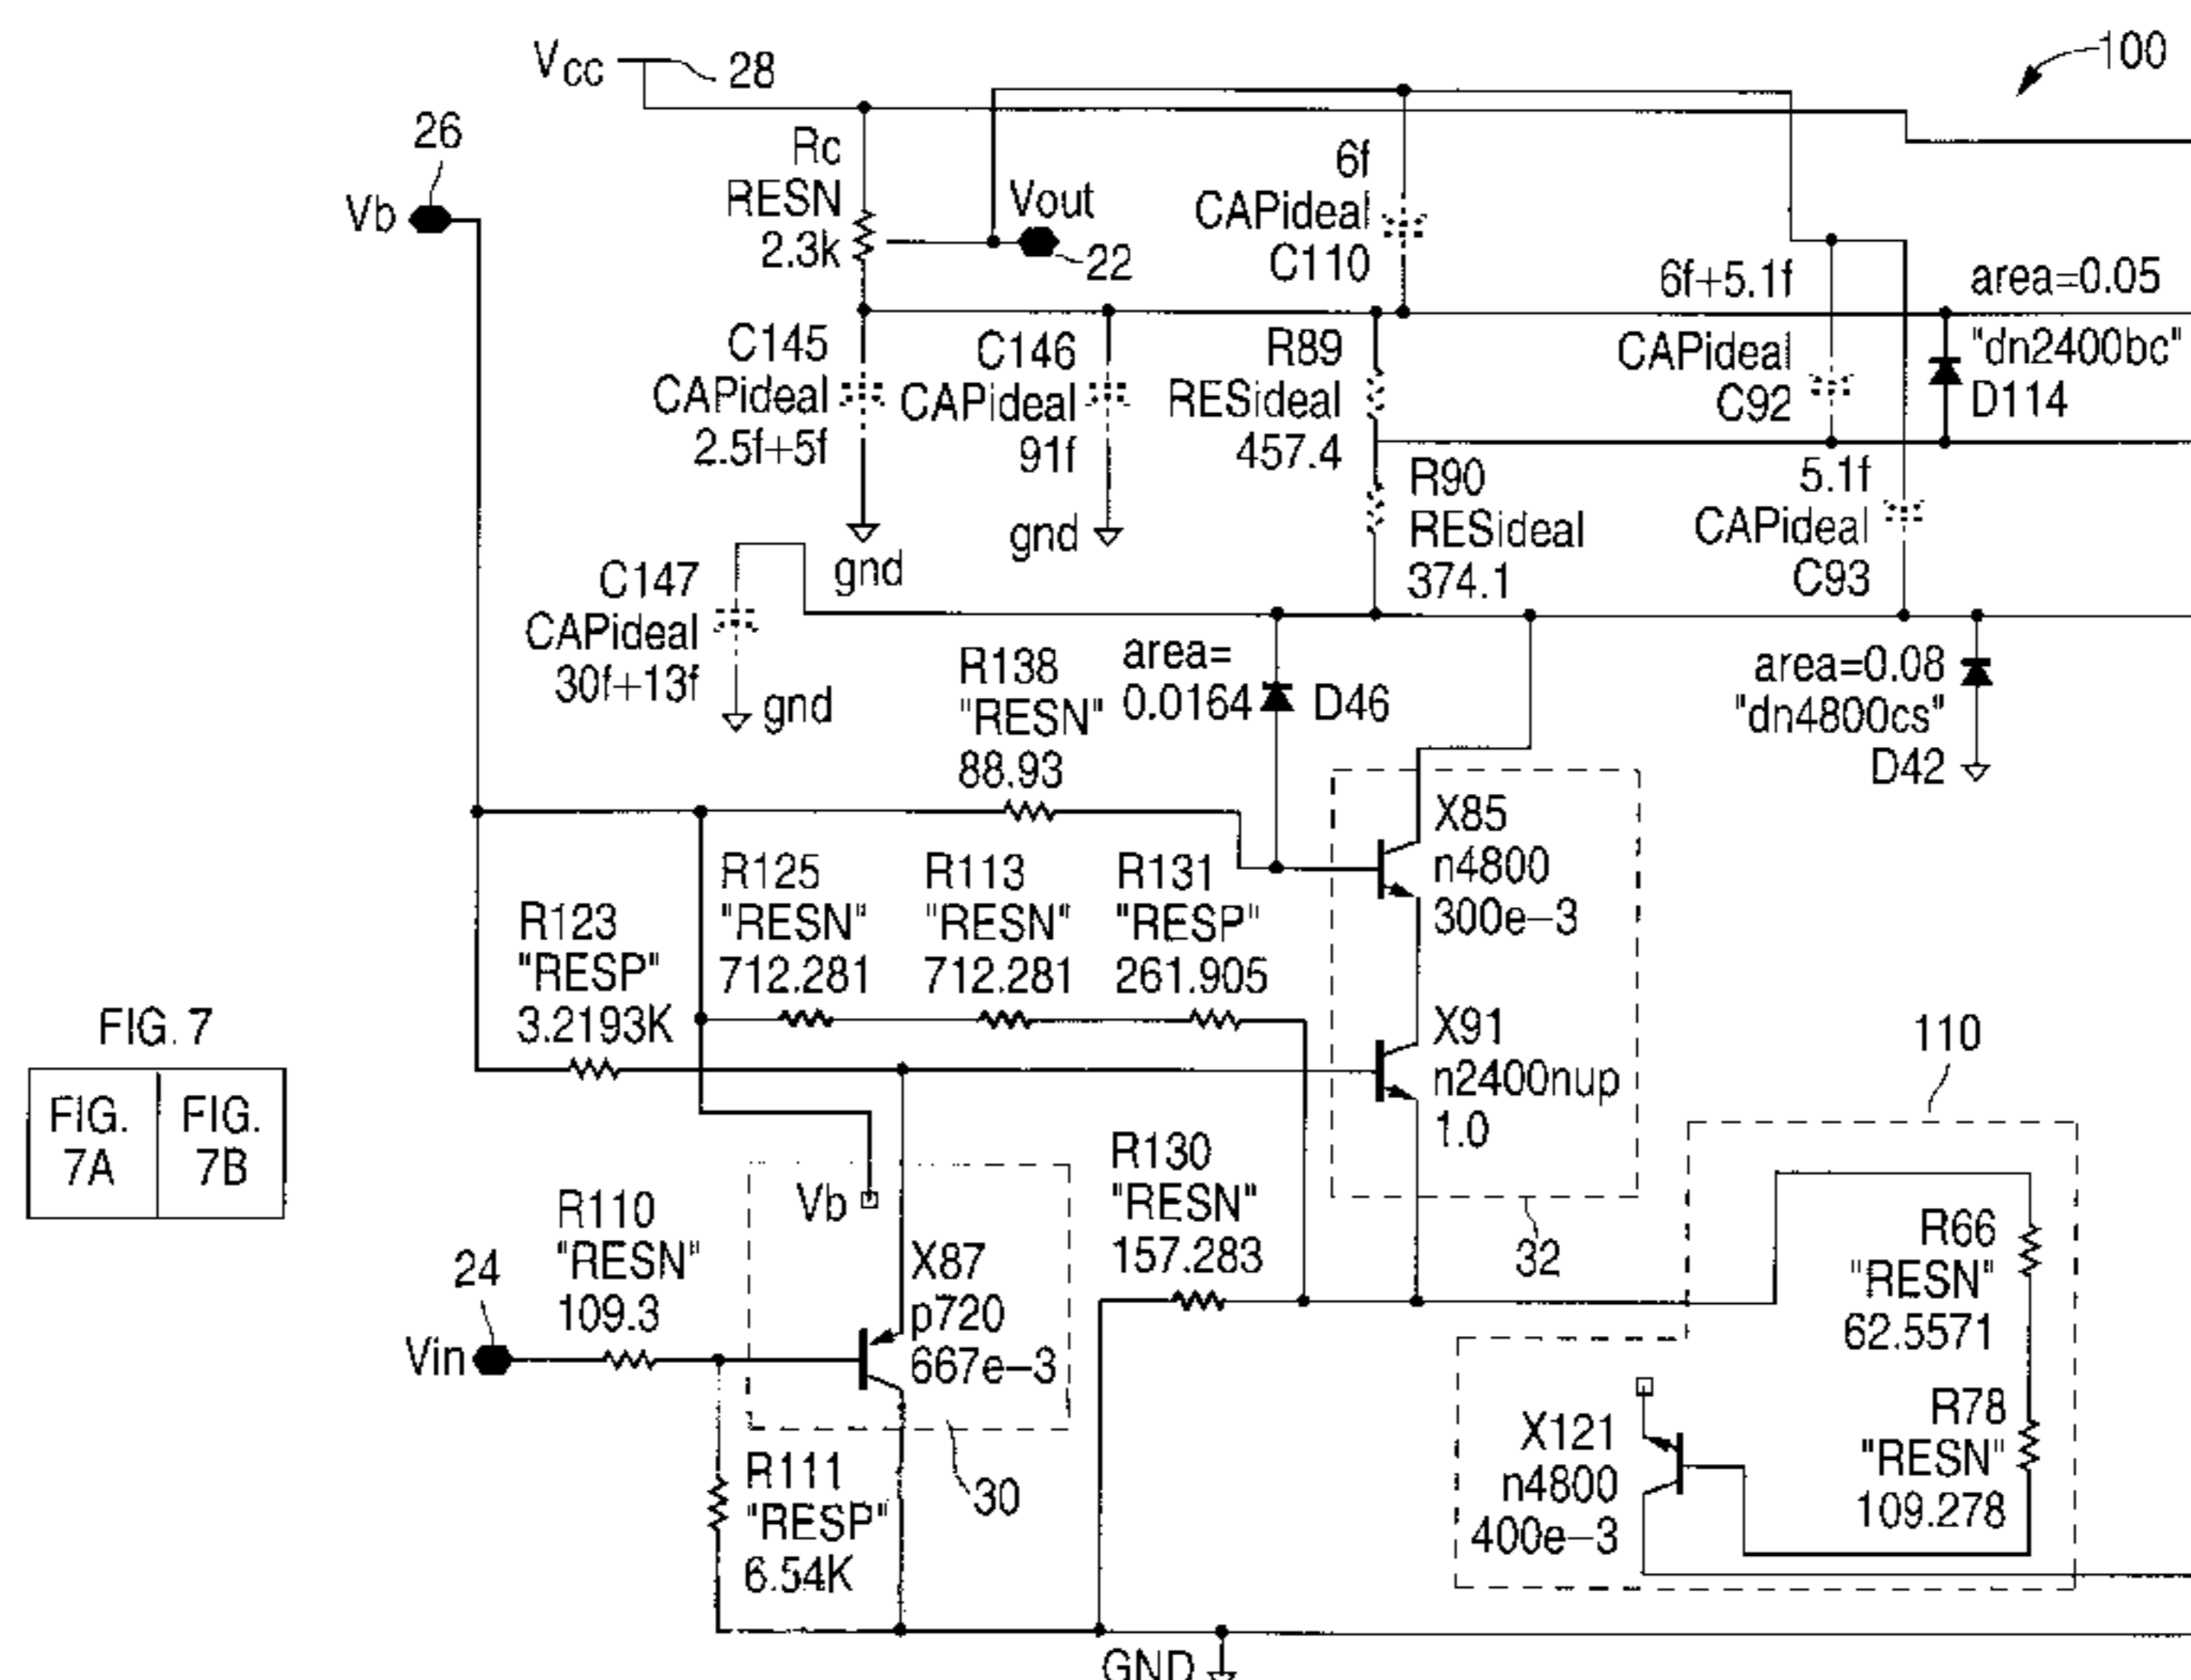 100
Vcc
28
26
Vb
Rc
RESN
2.3k
Vout
22
6f
CAPideal
C110
6f+5.1f
CAPideal
C92
area=0.05
"dn2400bc"
D114
C145
CAPideal
2.5f+5f
gnd
C146
CAPideal
91f
gnd
R89
RESideal
457.4
R90
RESideal
374.1
5.1f
CAPideal
C93
C147
CAPideal
30f+13f
gnd
R138
"RESN"
88.93
area=
0.0164
D46
area=0.08
"dn4800cs"
D42
X85
n4800
300e−3
R123
"RESP"
3.2193K
R125
"RESN"
712.281
R113
"RESN"
712.281
R131
"RESP"
261.905
X91
n2400nup
1.0
110
FIG. 7
FIG.
7A
FIG.
7B
Vb
R130
"RESN"
157.283
32
R110
"RESN"
109.3
24
Vin
X87
p720
667e−3
R66
"RESN"
62.5571
R78
"RESN"
109.278
X121
n4800
400e−3
R111
"RESP"
6.54K
30
GND